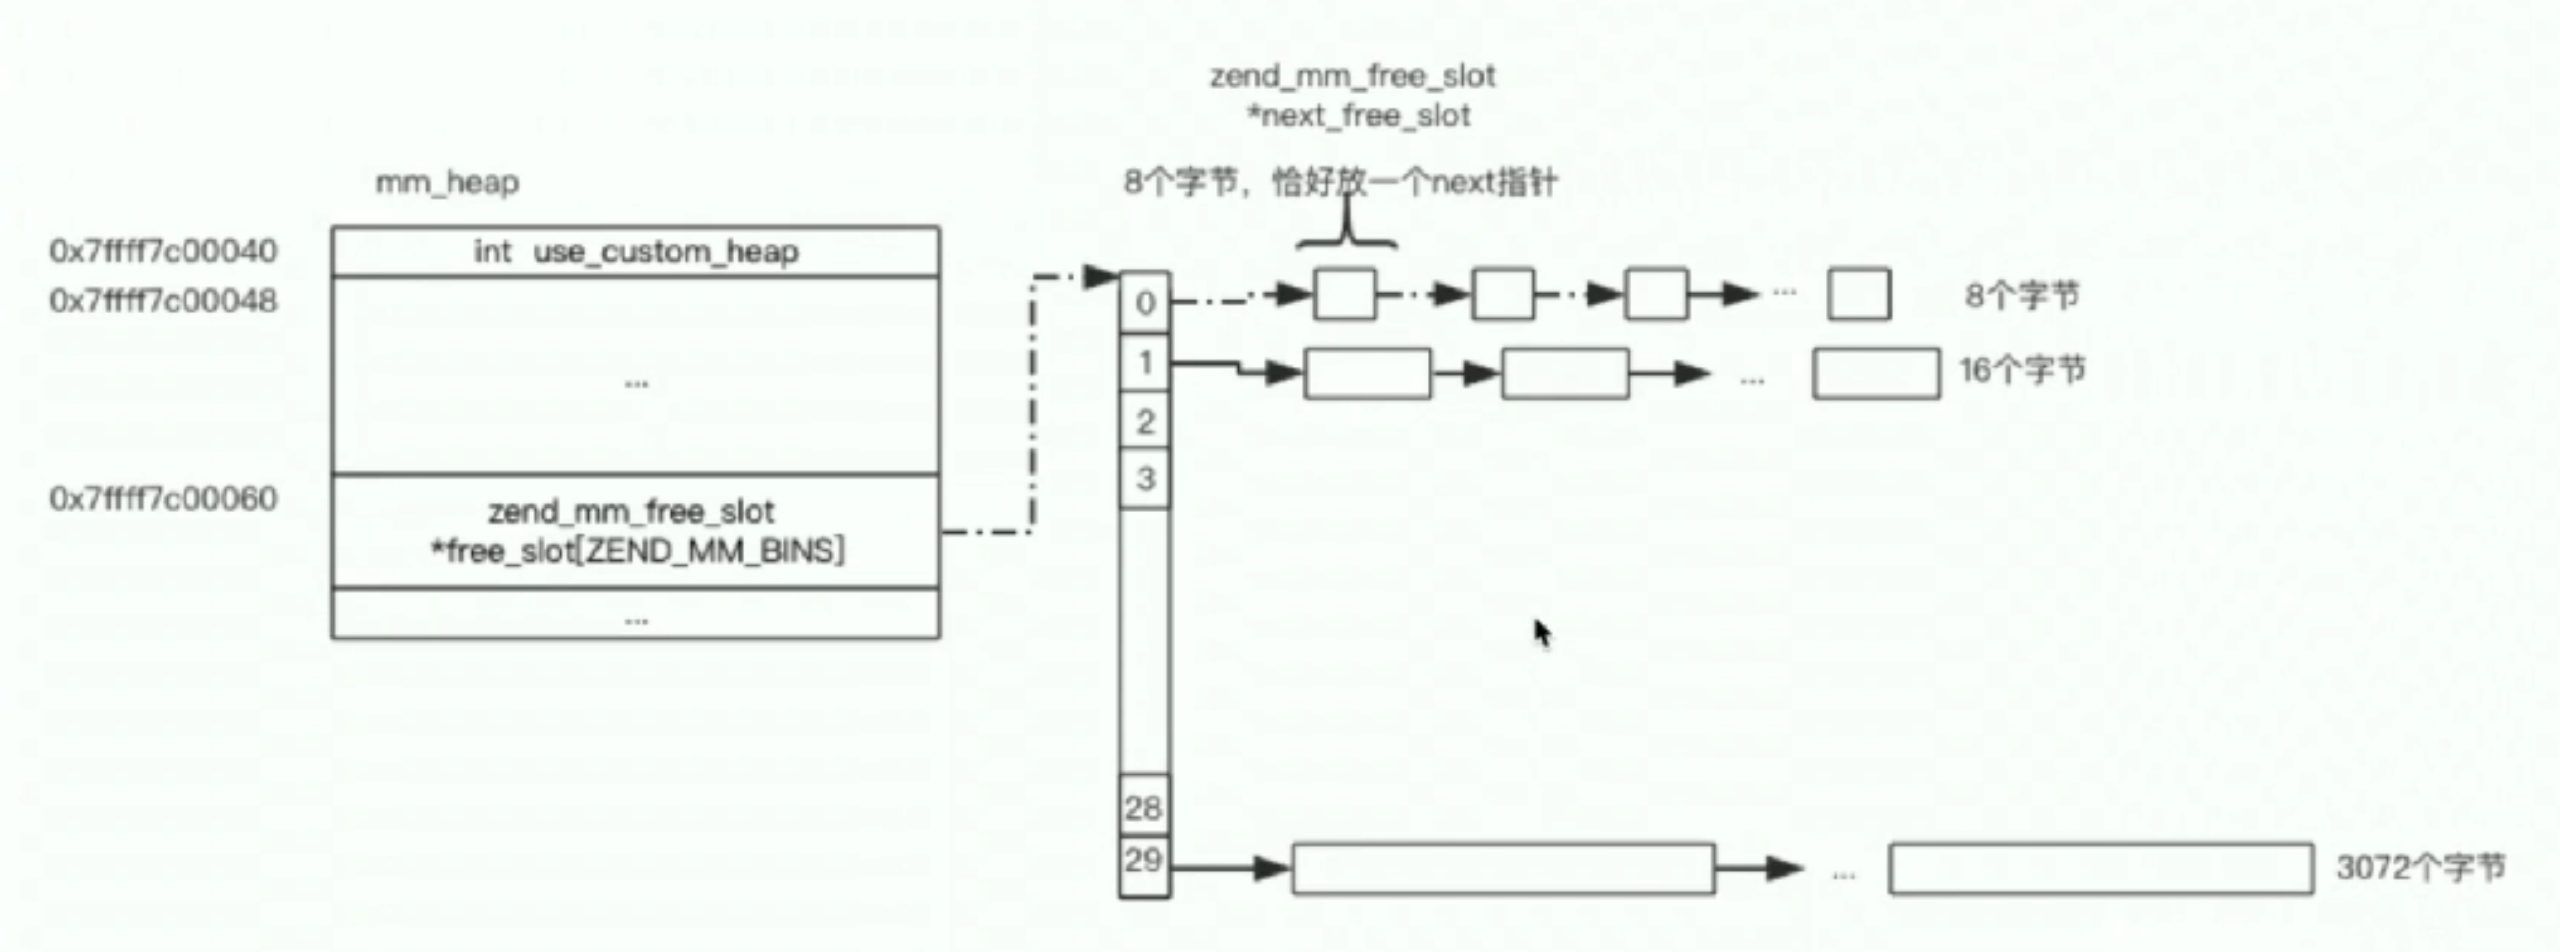 zend_mm_free_slot
*next_free_slot
mm_heap
8个字节，恰好放一个next指针
0x7ffff7c00040
int use_custom_heap
0x7ffff7c00048
...
0x7ffff7c00060
zend_mm_free_slot
*free_slot[ZEND_MM_BINS]
...
0
...
8个字节
1
...
16个字节
2
3
28
29
...
3072个字节